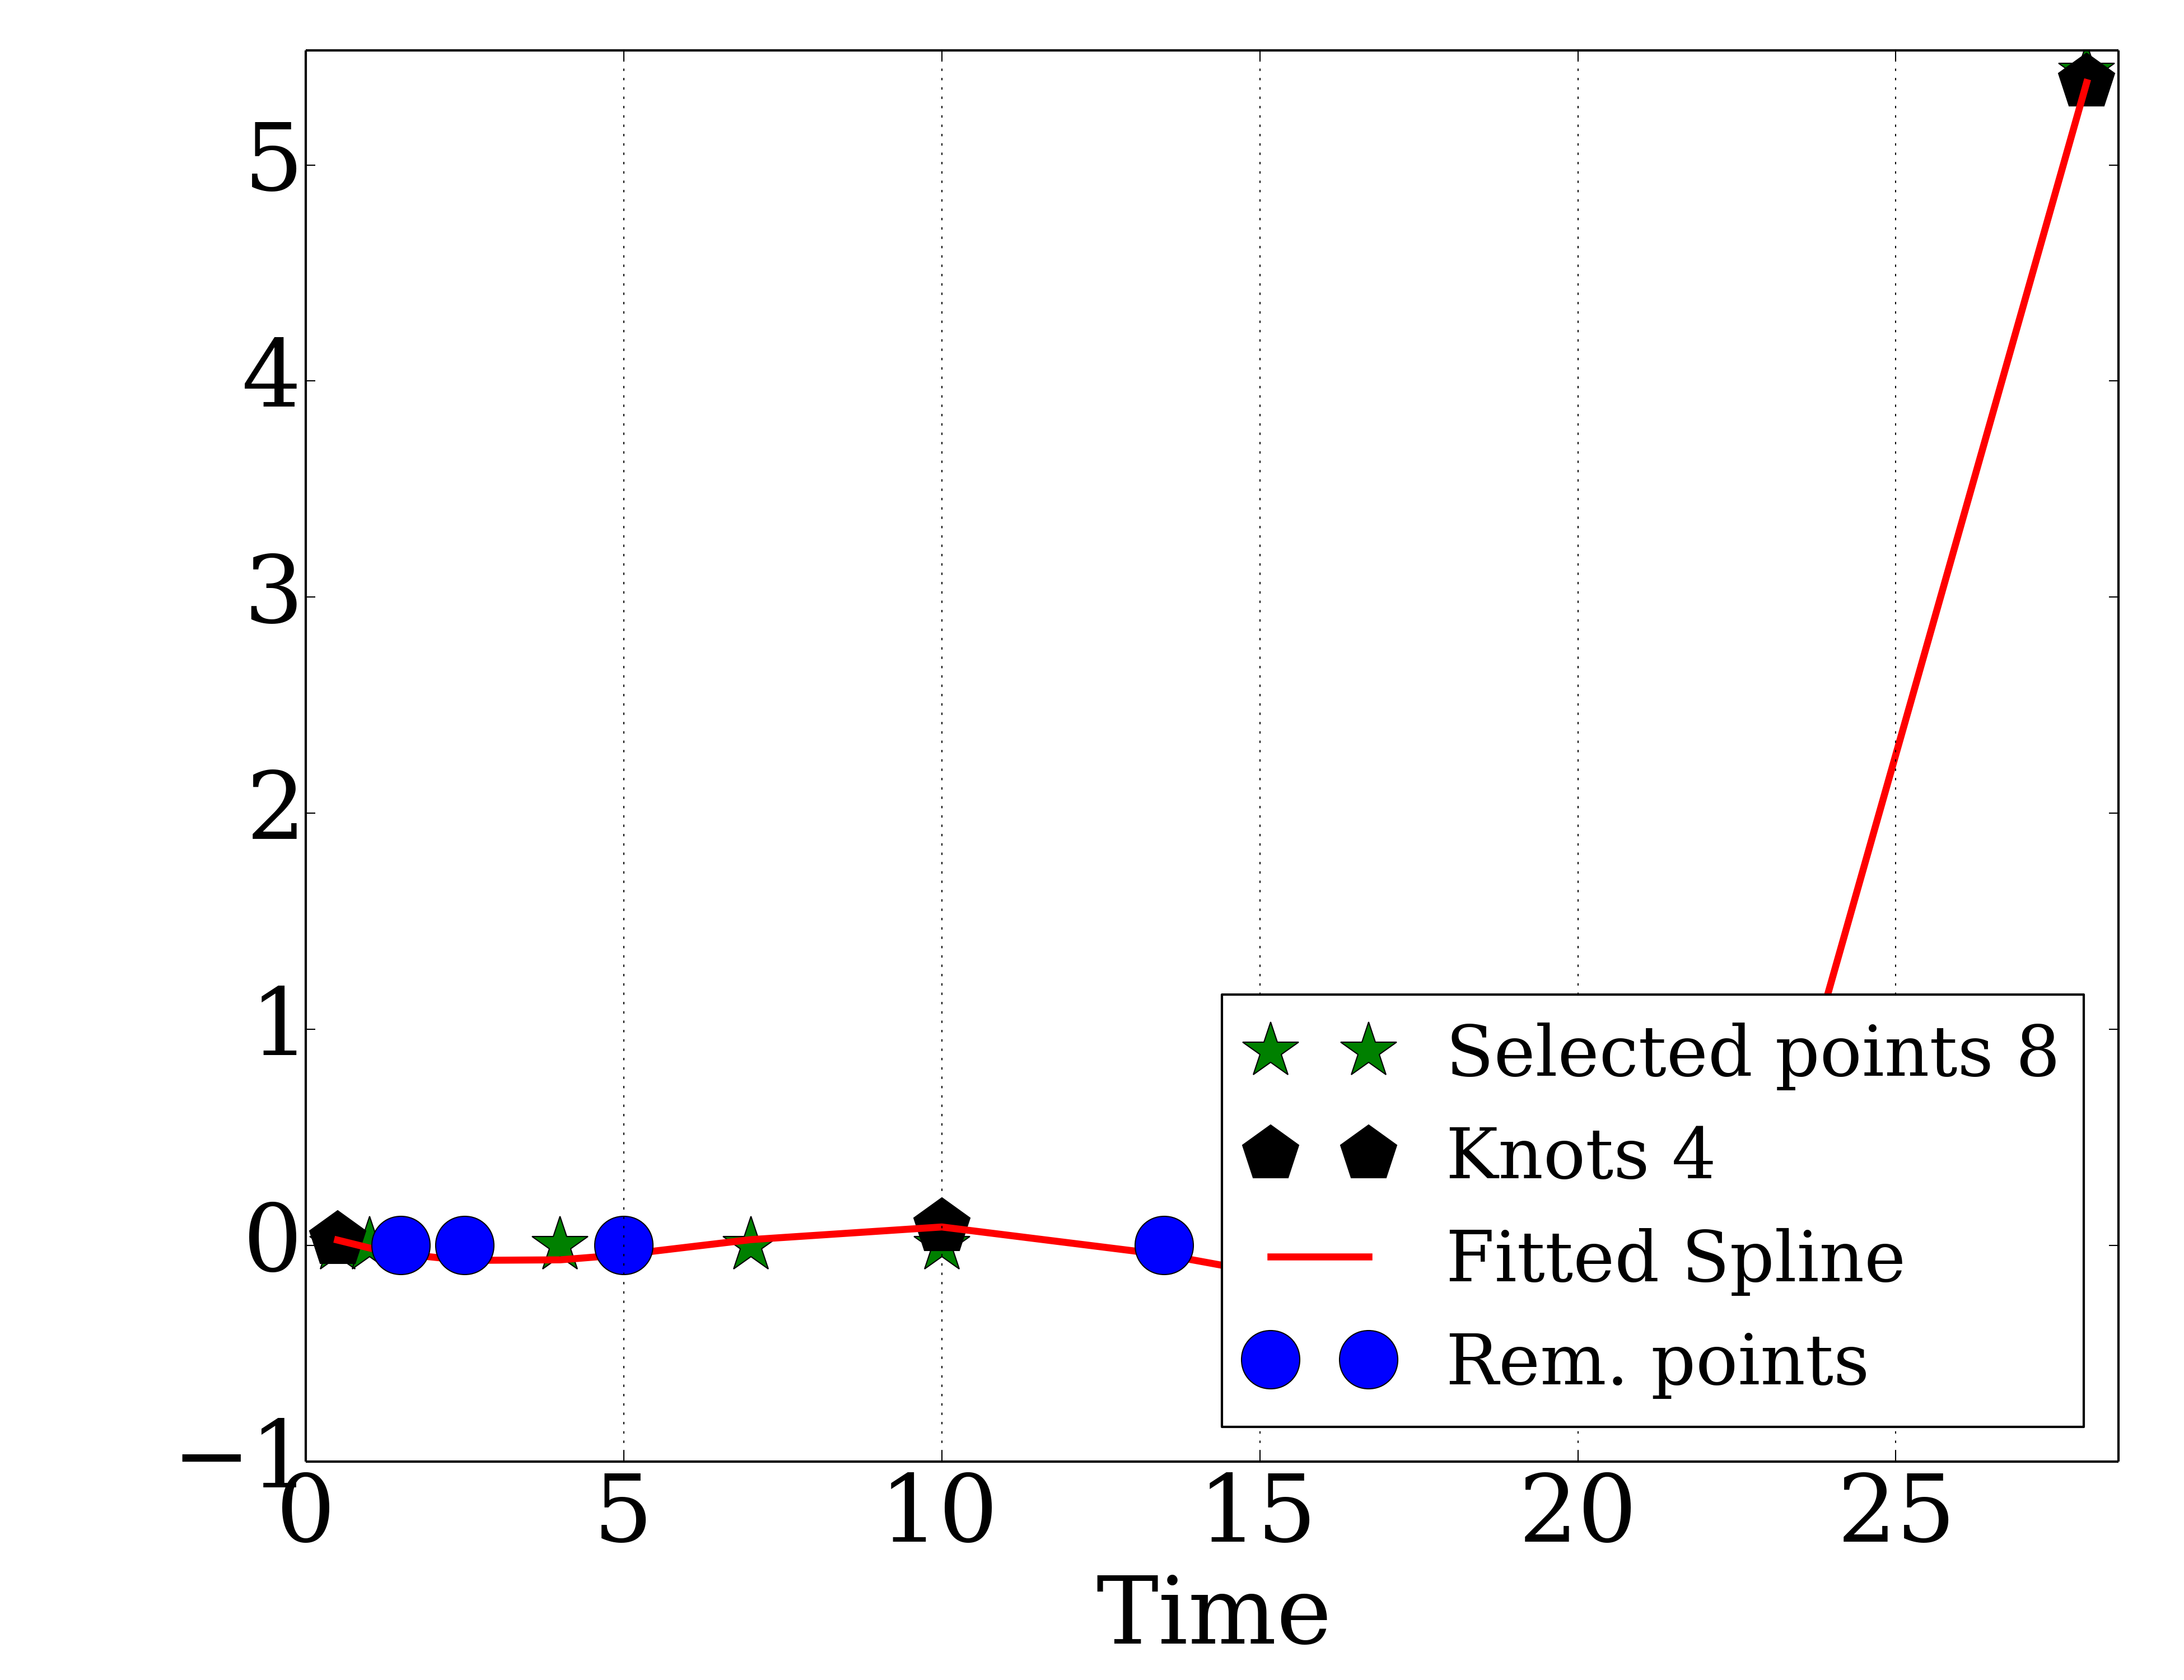 5
4
3
2
1
0
−1
Selected points 8
Knots 4
Fitted Spline
Rem. points
0 5 10 15 20 25
Time